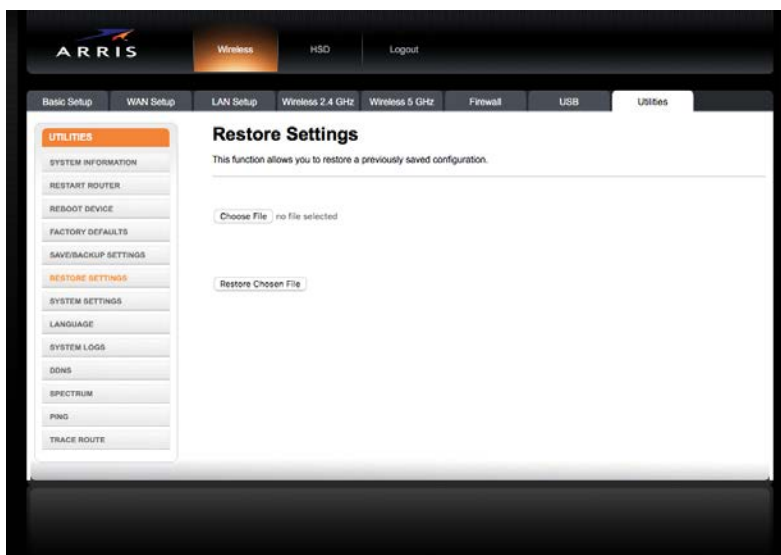 ARRIS
Wireless HSD Logout
Basic Setup WAN Setup LAN Setup Wireless 2.4 GHz Wireless 5 GHz Firewall USB Utilities
UTILITIES
SYSTEM INFORMATION
RESTART ROUTER
REBOOT DEVICE
FACTORY DEFAULTS
SAVE/BACKUP SETTINGS
RESTORE SETTINGS
SYSTEM SETTINGS
LANGUAGE
SYSTEM LOGS
DDNS
SPECTRUM
PING
TRACE ROUTE
Restore Settings
This function allows you to restore a previously saved configuration.
Choose File no file selected
Restore Chosen File